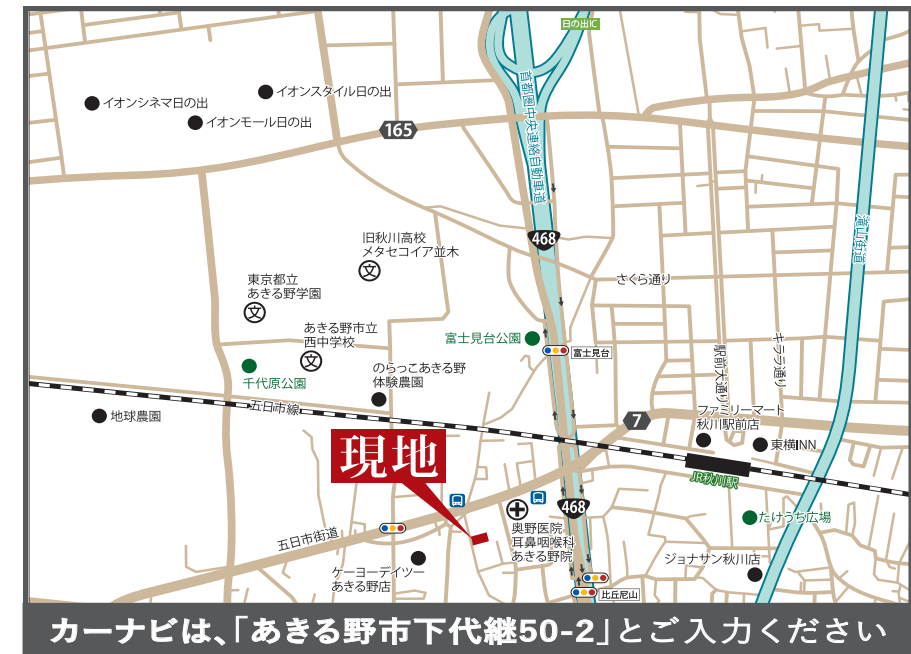 日の出IC
イオンスタイル日の出
イオンシネマ日の出
イオンモール日の出
165
首都圏中央連絡自動車道
468
滝山街道
旧秋川高校
メタセコイア並木
文
さくら通り
東京都立
あきる野学園
文
あきる野市立
西中学校
文
富士見台公園
富士見台
駅前大通り
キララ通り
千代原公園
のらっこあきる野
体験農園
五日市線
地球農園
7
ファミリーマート
秋川駅前店
東横INN
現地
JR秋川駅
468
たけうち広場
奥野医院
耳鼻咽喉科
あきる野院
五日市街道
ケーヨーデイツー
あきる野店
ジョナサン秋川店
比丘尼山
カーナビは、「あきる野市下代継50-2」とご入力ください